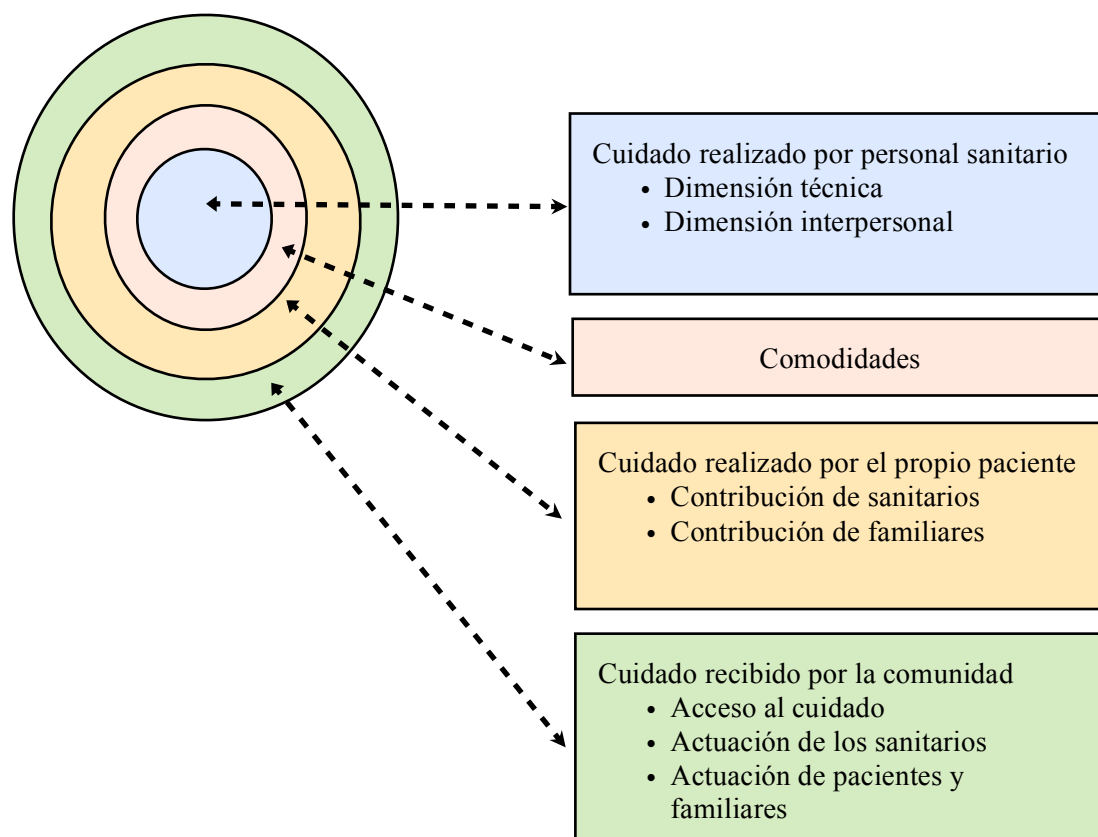 Cuidado realizado por personal sanitario
• Dimensión técnica
• Dimensión interpersonal
Comodidades
Cuidado realizado por el propio paciente
• Contribución de sanitarios
• Contribución de familiares
Cuidado recibido por la comunidad
• Acceso al cuidado
• Actuación de los sanitarios
• Actuación de pacientes y
familiares